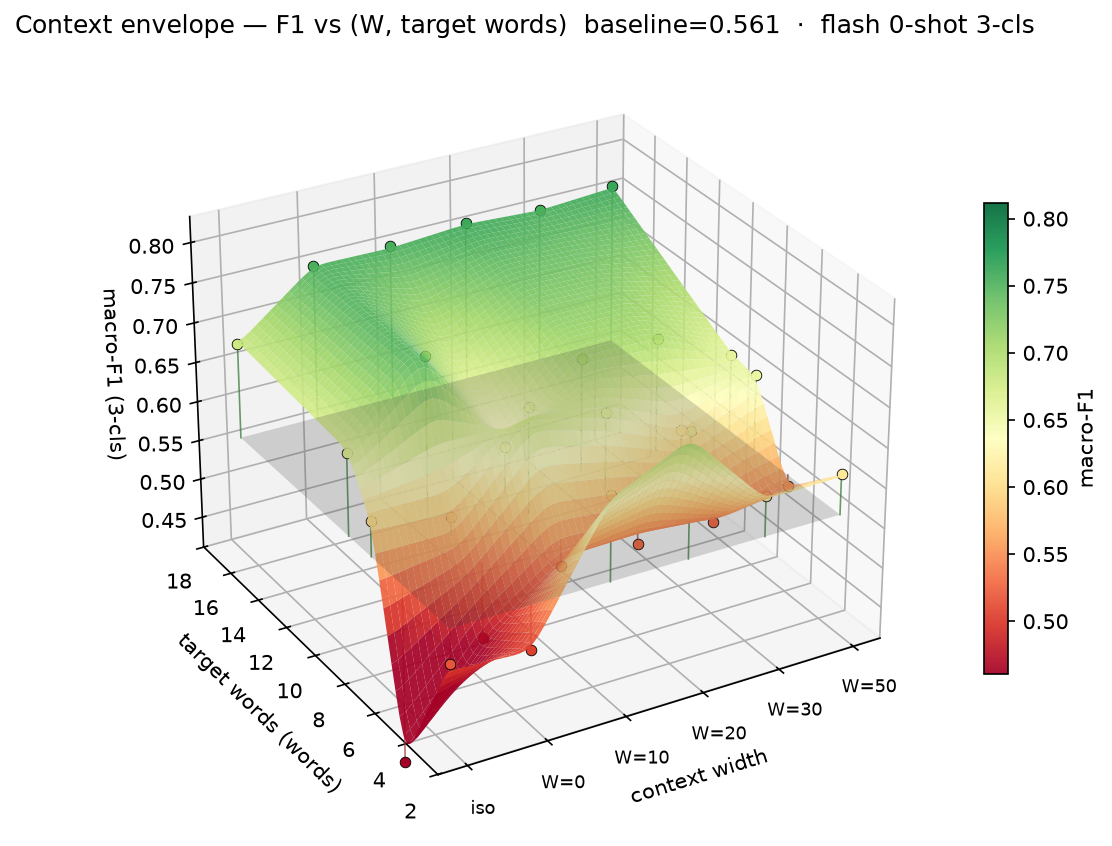 Context envelope — F1 vs (W, target words)  baseline=0.561  ·  flash 0-shot 3-cls
macro-F1 (3-cls)
0.80
0.75
0.70
0.65
0.60
0.55
0.50
0.45
target words (words)
18
16
14
12
10
8
6
4
2
iso
W=0
W=10
W=20
W=30
W=50
context width
0.80
0.75
0.70
0.65
0.60
0.55
0.50
macro-F1